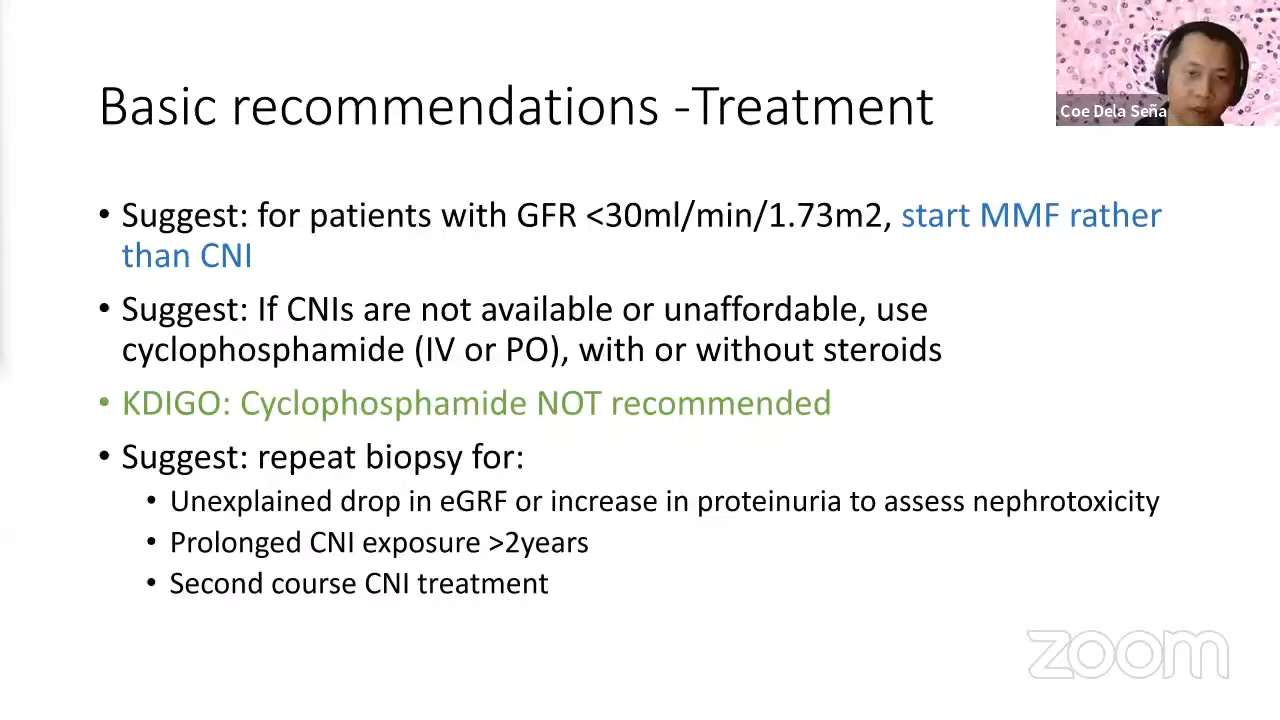 Basic recommendations -Treatment
Coe Dela Seña
• Suggest: for patients with GFR <30ml/min/1.73m2, start MMF rather
than CNI
• Suggest: If CNIs are not available or unaffordable, use
cyclophosphamide (IV or PO), with or without steroids
• KDIGO: Cyclophosphamide NOT recommended
• Suggest: repeat biopsy for:
• Unexplained drop in eGRF or increase in proteinuria to assess nephrotoxicity
• Prolonged CNI exposure >2years
• Second course CNI treatment
zoom